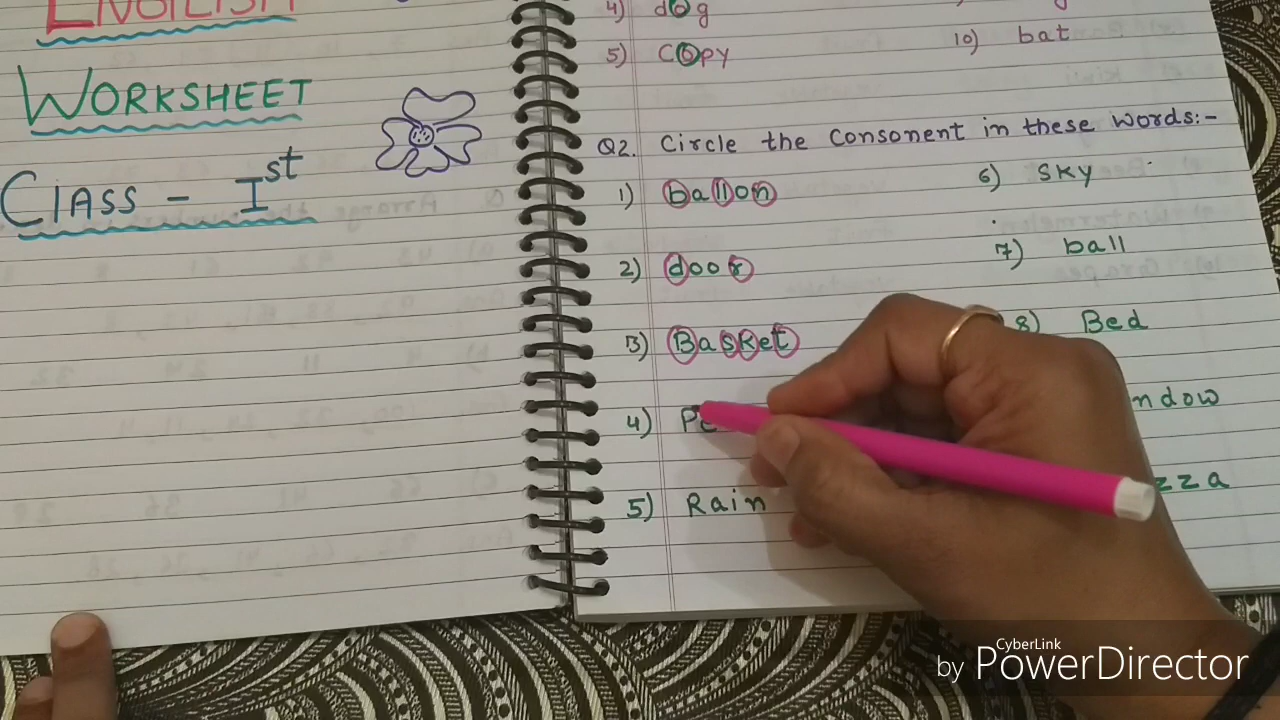 ENGLISH
WORKSHEET
CLASS - Ist
4) dog
5) COPY
10) bat
Q2. Circle the Consonent in these words:-
1) ballon
6) SKY
2) door
7) ball
3) Basket
8) Bed
4)
ndow
5) Rain
zza
CyberLink
by PowerDirector